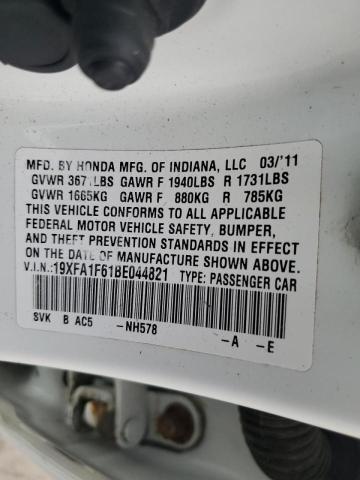 MFD. BY HONDA MFG. OF INDIANA, LLC 03/'11
GVWR 3671LBS GAWR F 1940LBS R 1731LBS
GVWR 1665KG GAWR F 880KG R 785KG
THIS VEHICLE CONFORMS TO ALL APPLICABLE
FEDERAL MOTOR VEHICLE SAFETY, BUMPER,
AND THEFT PREVENTION STANDARDS IN EFFECT
ON THE DATE OF MANUFACTURE SHOWN ABOVE.
V.I.N.:19XFA1F61BE044821 TYPE: PASSENGER CAR
SVK B AC5 -NH578 -A -E